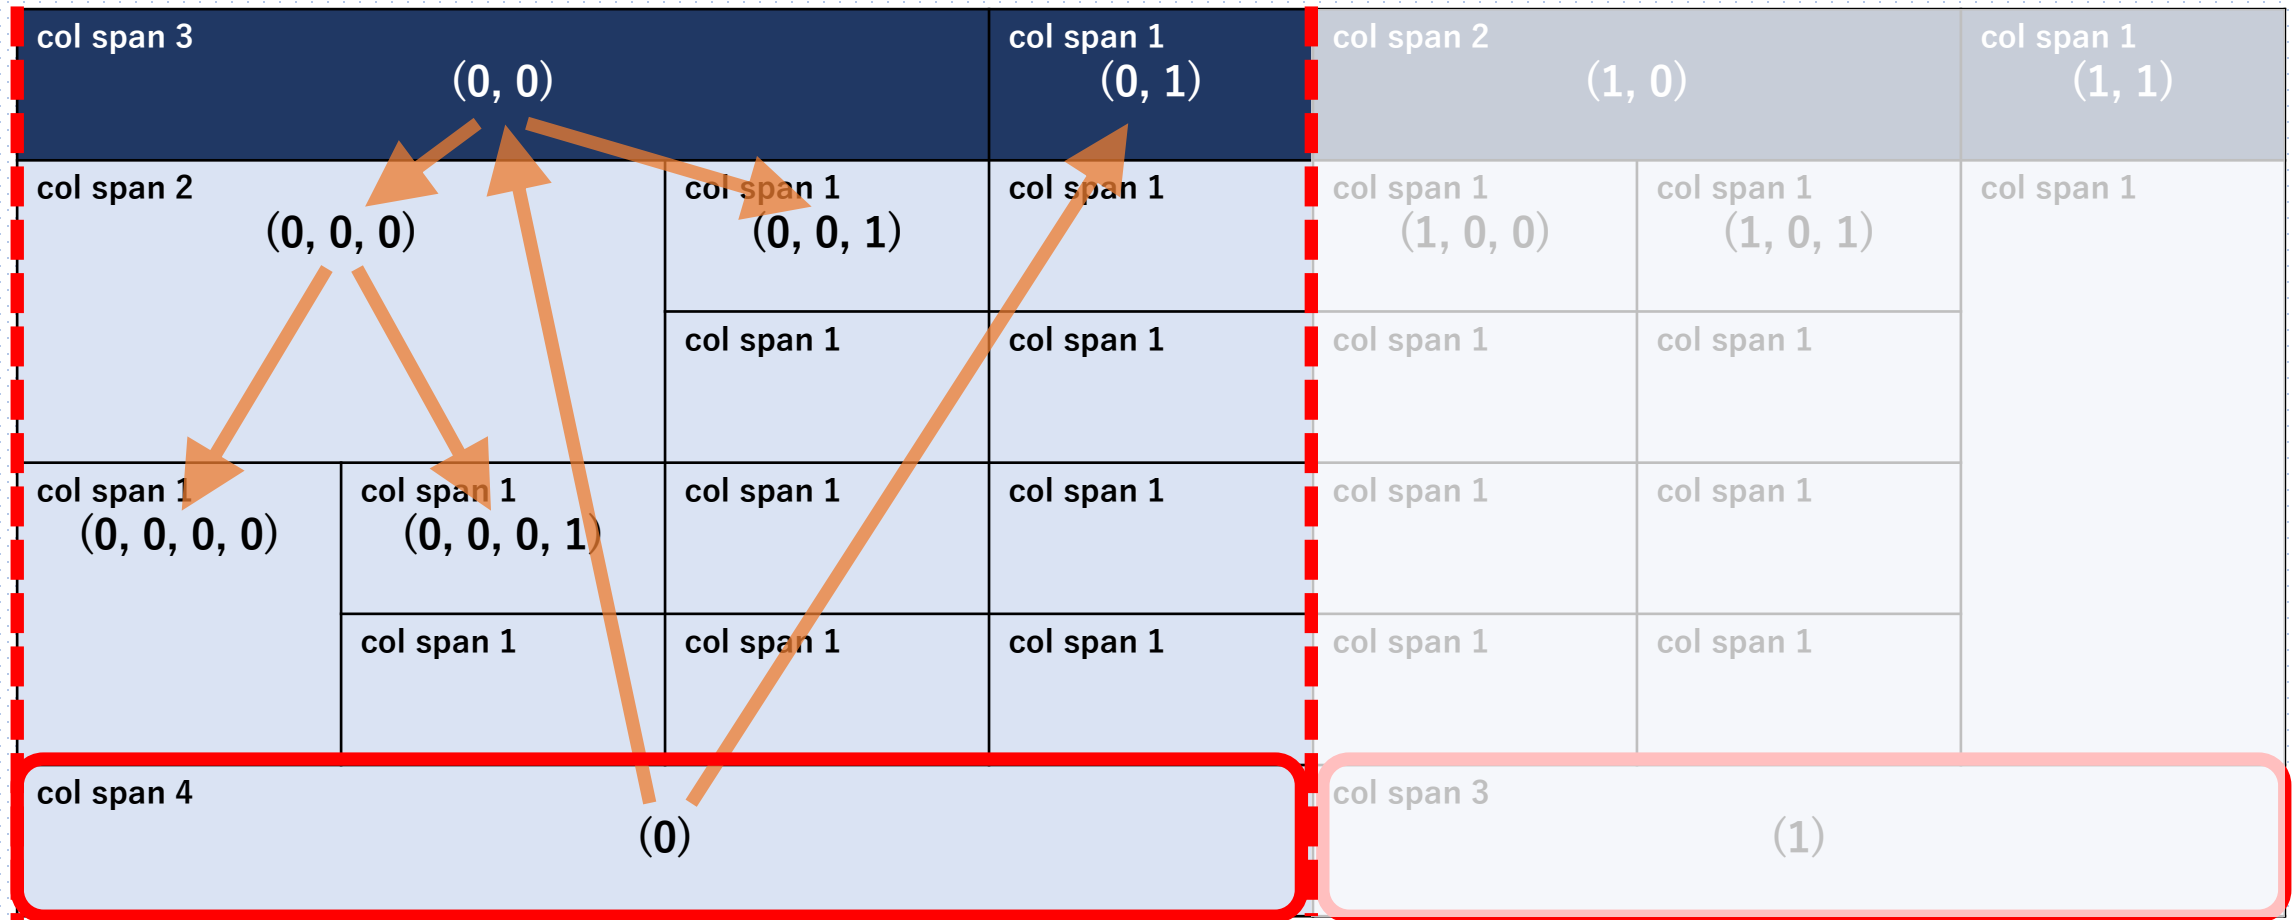 col span 3
(0, 0)
col span 1
(0, 1)
col span 2
(1, 0)
col span 1
(1, 1)
col span 2
(0, 0, 0)
col span 1
(0, 0, 1)
col span 1
col span 1
(1, 0, 0)
col span 1
(1, 0, 1)
col span 1
col span 1
col span 1
col span 1
col span 1
col span 1
(0, 0, 0, 0)
col span 1
(0, 0, 0, 1)
col span 1
col span 1
col span 1
col span 1
col span 1
col span 1
col span 1
col span 1
col span 1
col span 4
(0)
col span 3
(1)